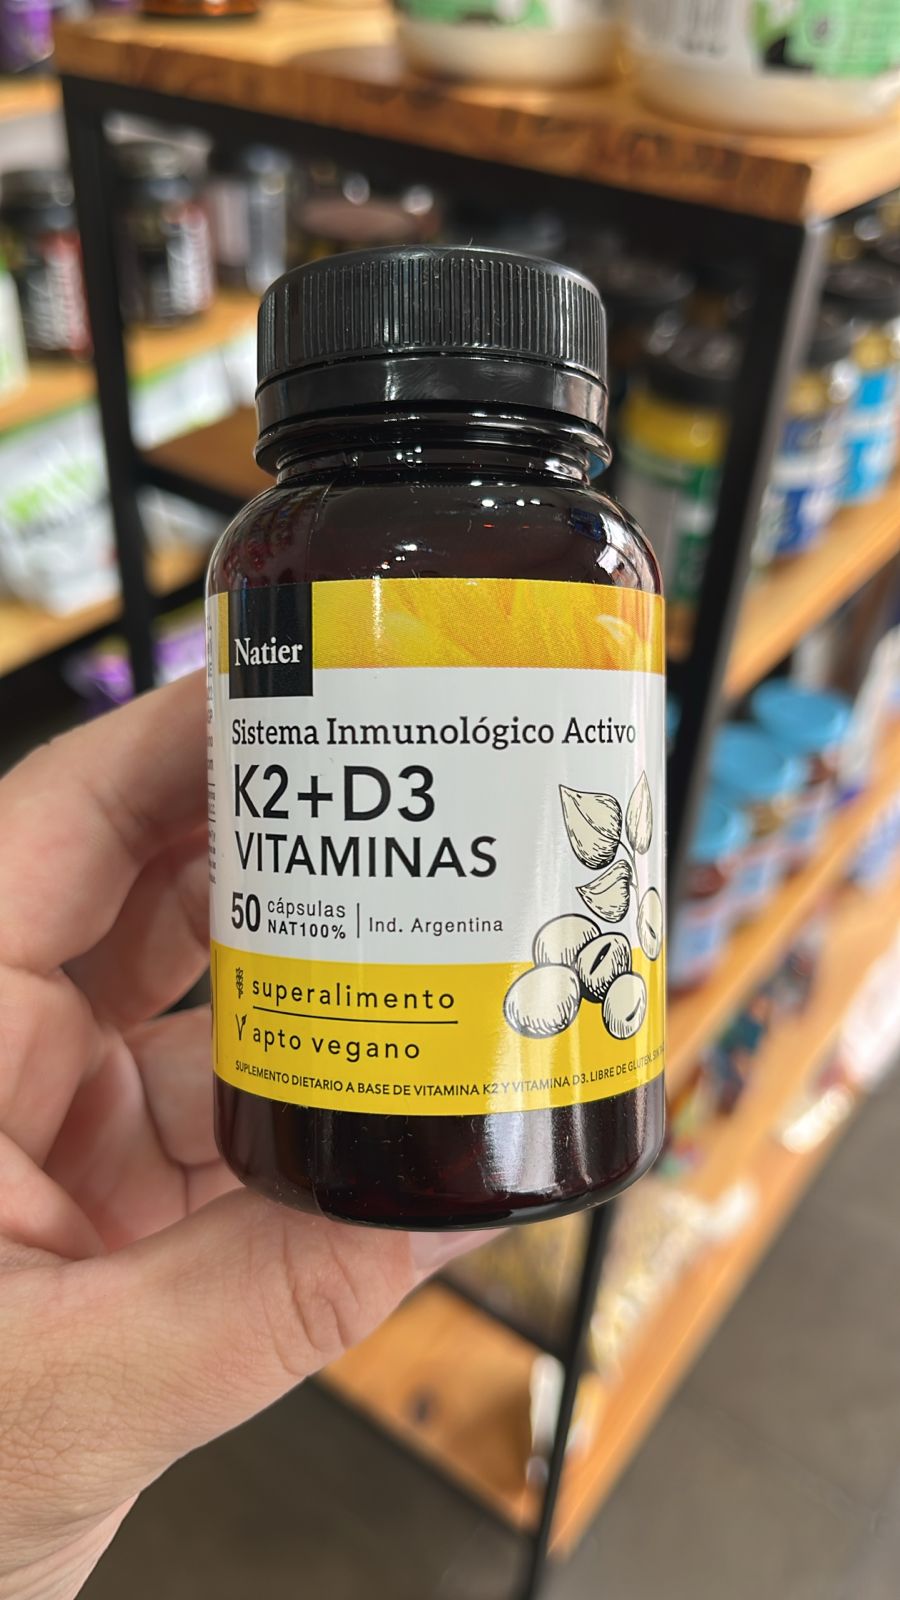 Natier
Sistema Inmunológico Activo
K2+D3
VITAMINAS
50 cápsulas
NAT100%
Ind. Argentina
superalimento
apto vegano
SUPLEMENTO DIETARIO A BASE DE VITAMINA K2 Y VITAMINA D3. LIBRE DE GLUTEN.